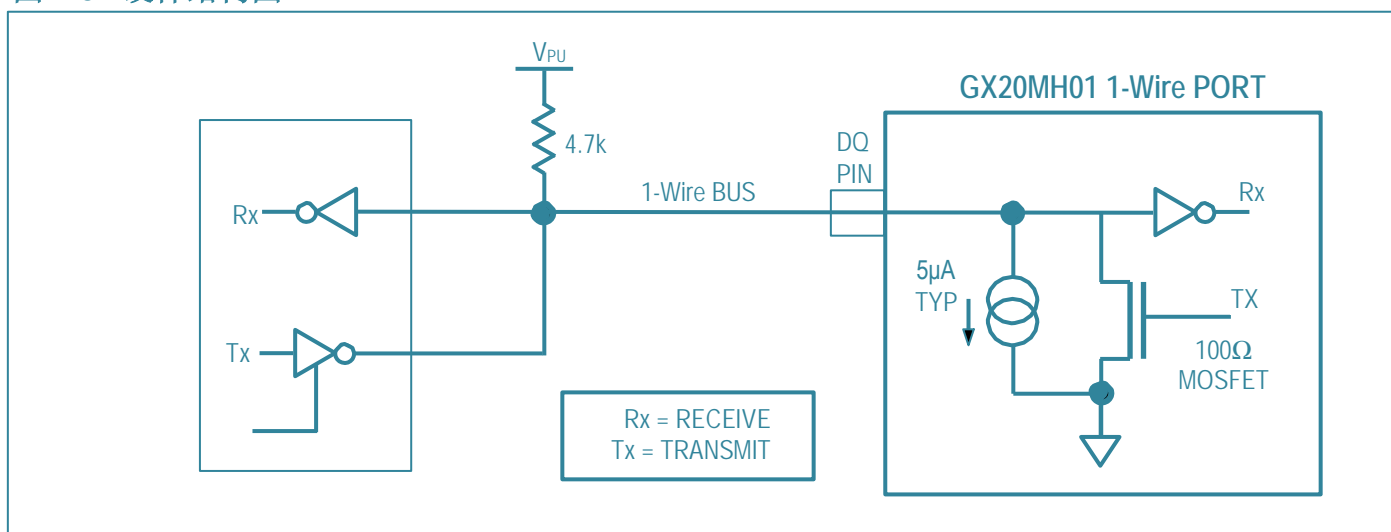 VPU
4.7k
GX20MH01 1-Wire PORT
DQ
PIN
1-Wire BUS
Rx
Rx
5µA
TYP
Tx
TX
100Ω
MOSFET
Rx = RECEIVE
Tx = TRANSMIT